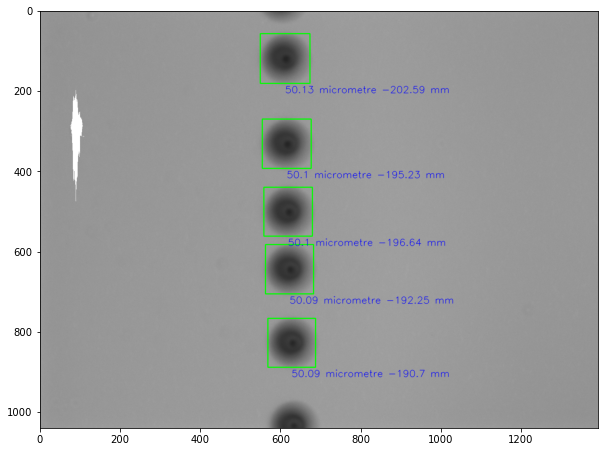 0
50.13 micrometre -202.59 mm
200
400
50.1 micrometre -195.23 mm
50.1 micrometre -196.64 mm
600
50.09 micrometre -192.25 mm
800
50.09 micrometre -190.7 mm
1000
0 200 400 600 800 1000 1200